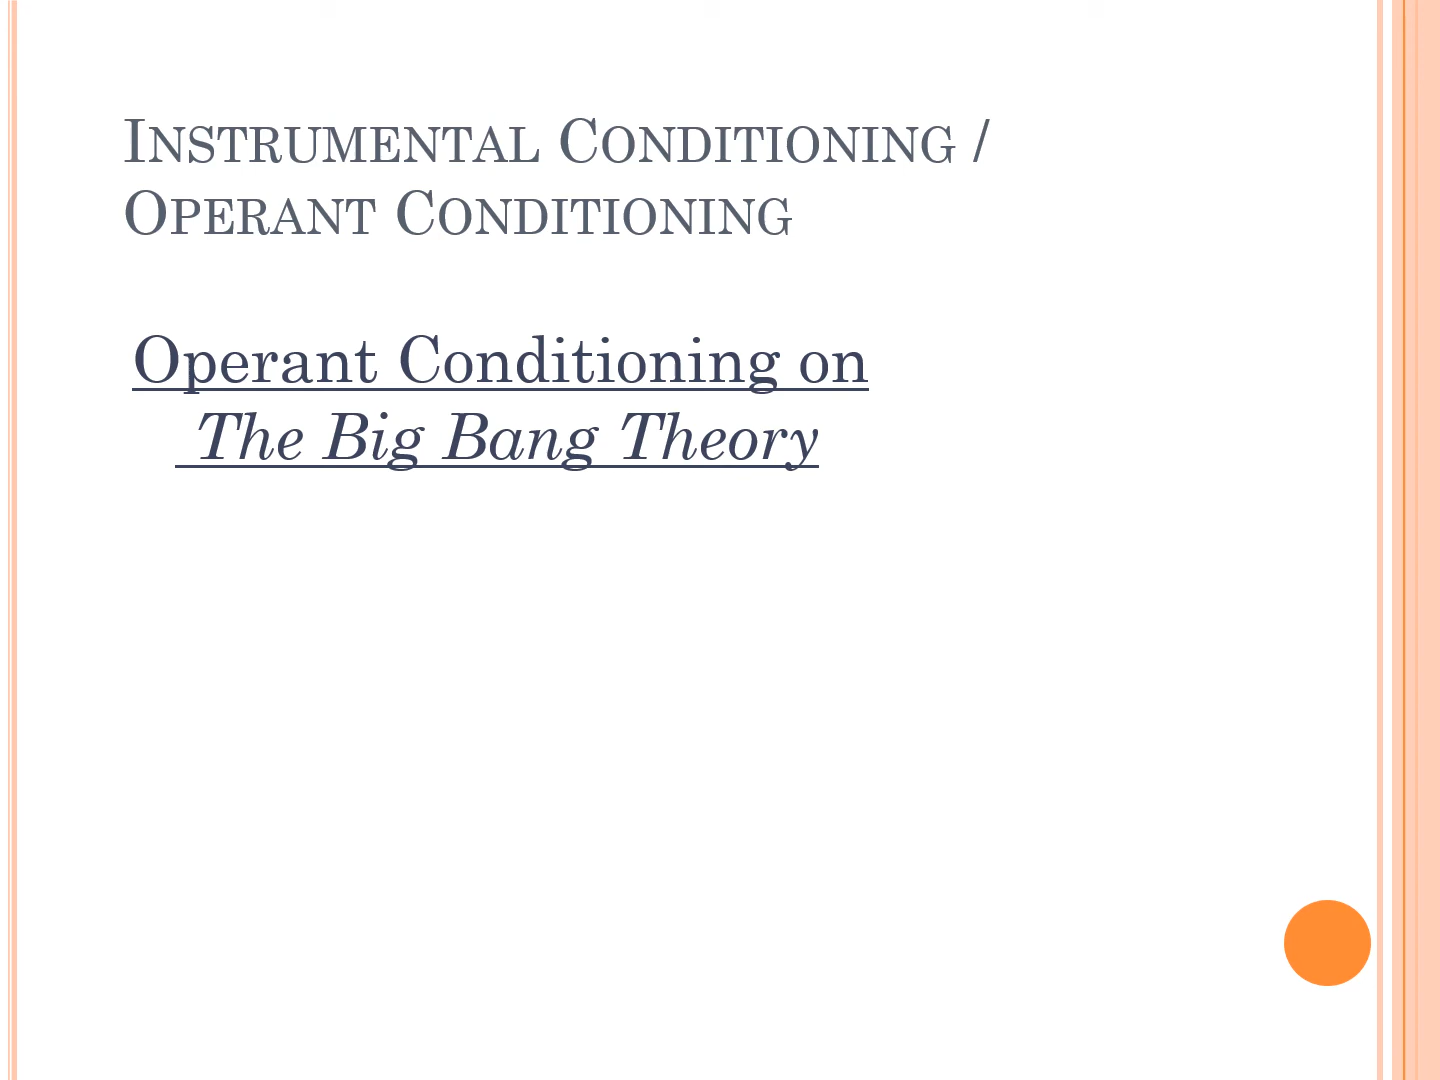 Instrumental Conditioning /
Operant Conditioning
Operant Conditioning on
The Big Bang Theory